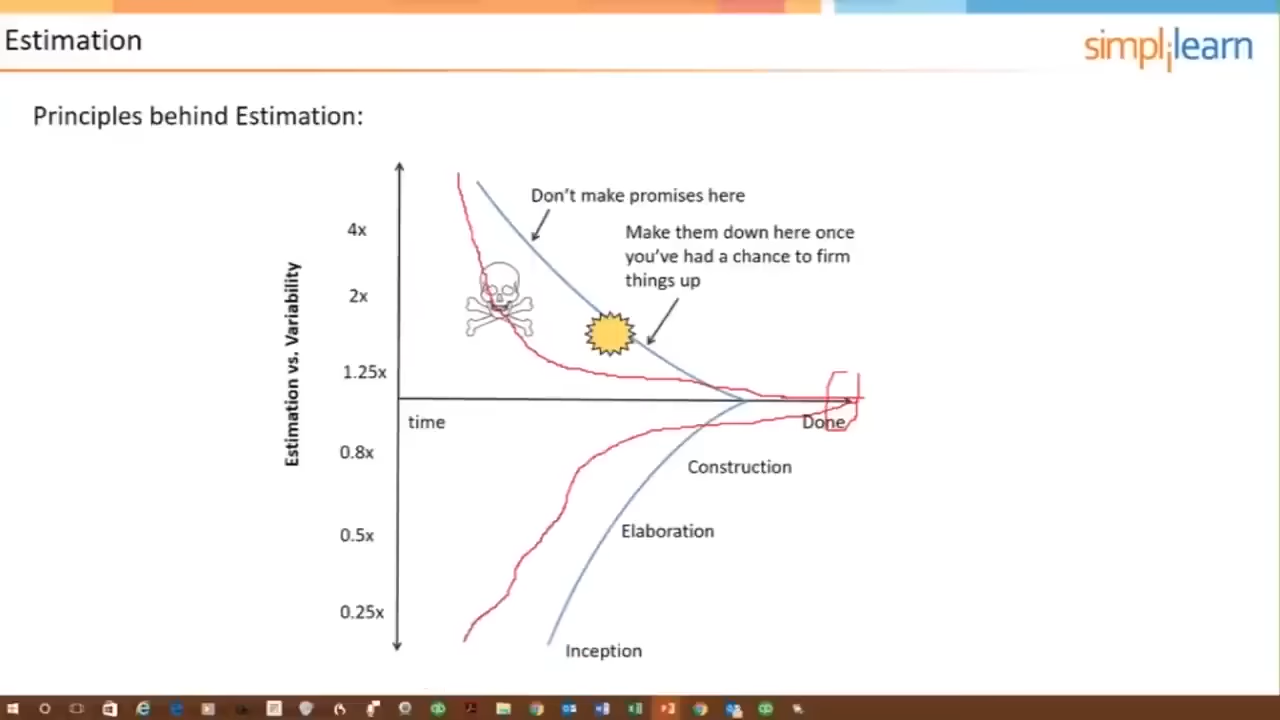 Estimation
simplilearn
Principles behind Estimation:
Don't make promises here
Make them down here once
you've had a chance to firm
things up
4x
2x
1.25x
Estimation vs. Variability
time
Done
0.8x
Construction
0.5x
Elaboration
0.25x
Inception